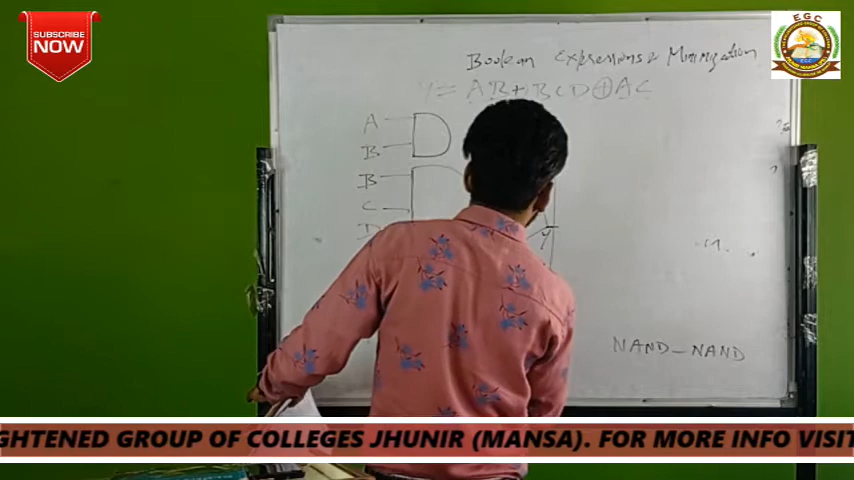 SUBSCRIBE
NOW
EGC
EGC
Boolean Expressions & Minimization
Y = AB + BCD ⊕ AC
A
B
B
C
D
Y
NAND - NAND
GHTENED GROUP OF COLLEGES JHUNIR (MANSA). FOR MORE INFO VISIT